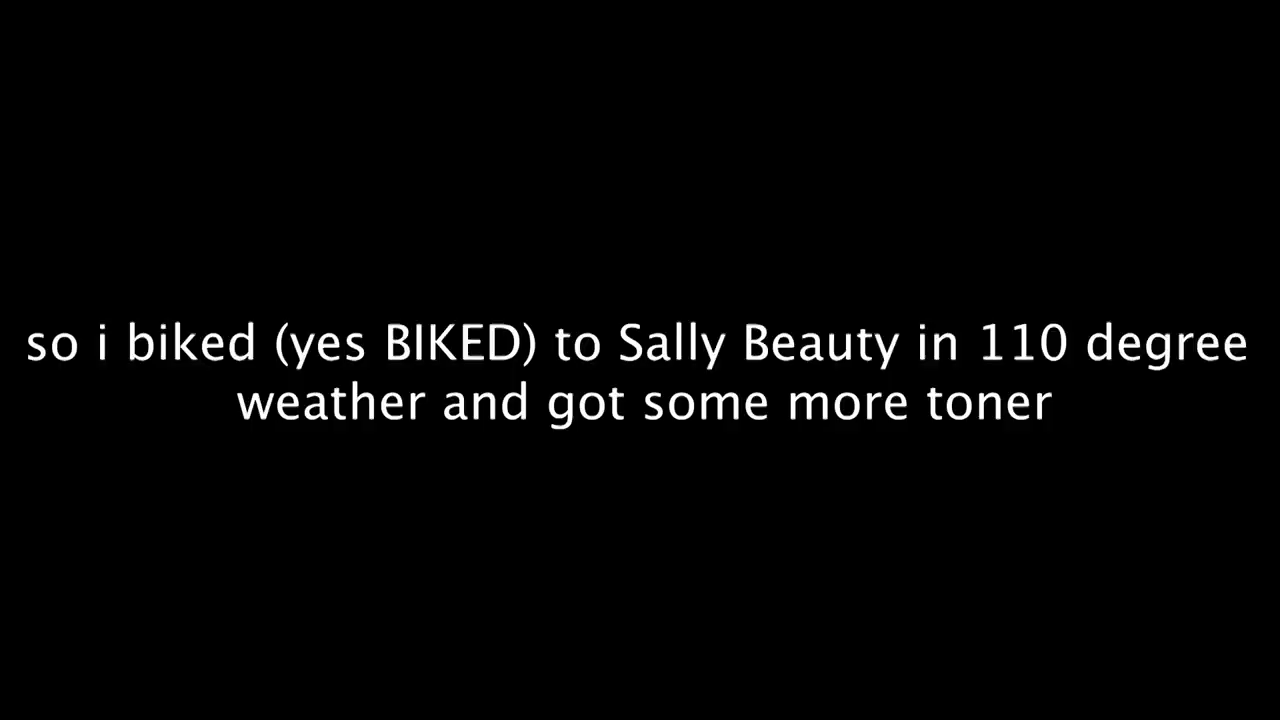 so i biked (yes BIKED) to Sally Beauty in 110 degree
weather and got some more toner